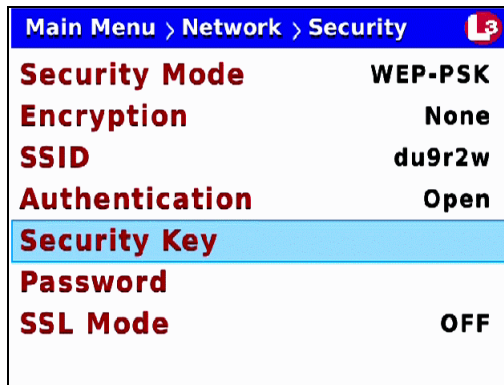 Main Menu > Network > Security L3
Security Mode WEP-PSK
Encryption None
SSID du9r2w
Authentication Open
Security Key
Password
SSL Mode OFF